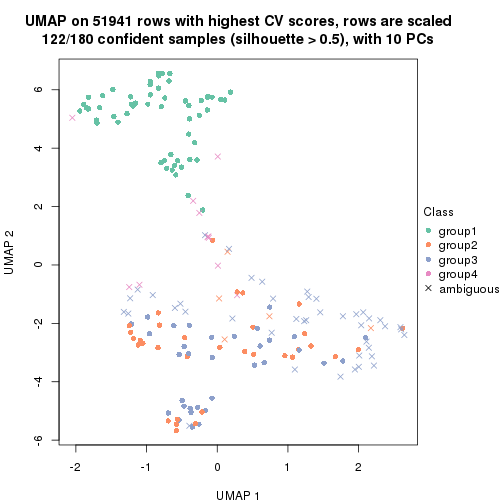 UMAP on 51941 rows with highest CV scores, rows are scaled
122/180 confident samples (silhouette > 0.5), with 10 PCs
UMAP 2
6
4
2
0
-2
-4
-6
-2
-1
0
1
2
UMAP 1
Class
group1
group2
group3
group4
ambiguous